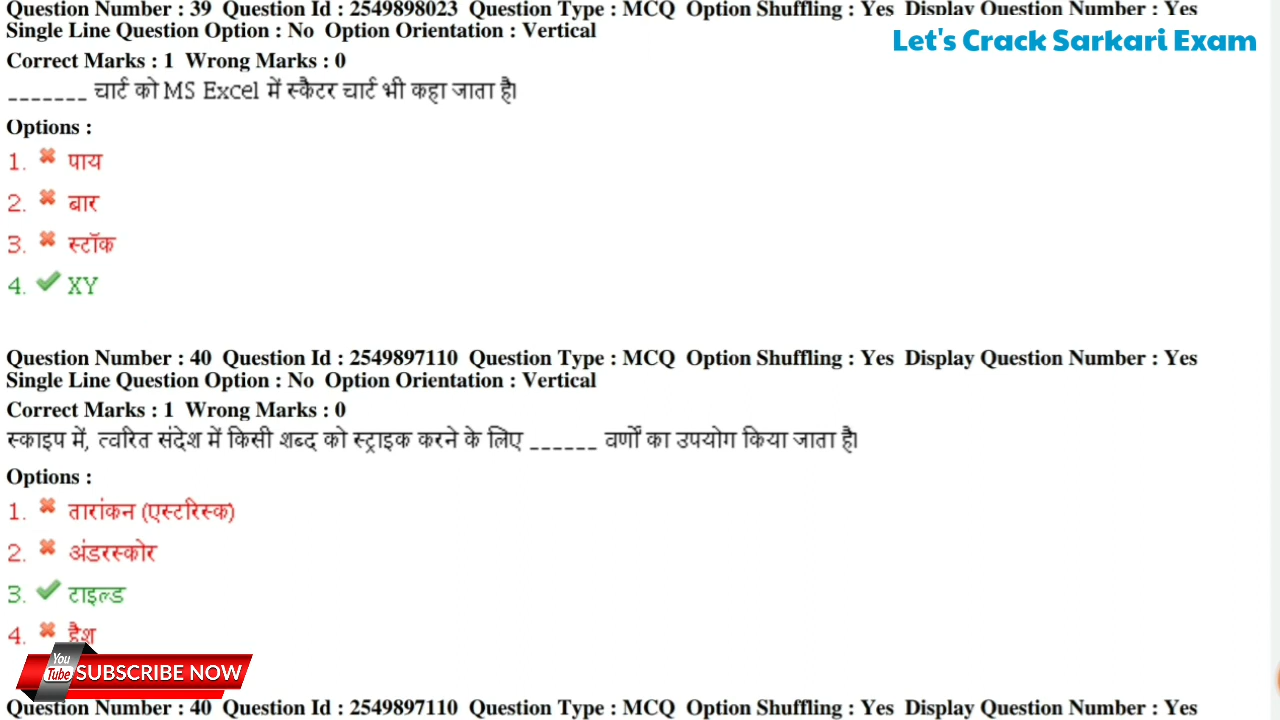 Question Number : 39 Question Id : 2549898023 Question Type : MCQ Option Shuffling : Yes Display Question Number : Yes
Single Line Question Option : No Option Orientation : Vertical
Let's Crack Sarkari Exam
Correct Marks : 1 Wrong Marks : 0
_______ चार्ट को MS Excel में स्कैटर चार्ट भी कहा जाता है।
Options :
1. पाय
2. बार
3. स्टॉक
4. XY
Question Number : 40 Question Id : 2549897110 Question Type : MCQ Option Shuffling : Yes Display Question Number : Yes
Single Line Question Option : No Option Orientation : Vertical
Correct Marks : 1 Wrong Marks : 0
स्काइप में, त्वरित संदेश में किसी शब्द को स्ट्राइक करने के लिए ______ वर्णों का उपयोग किया जाता है।
Options :
1. तारांकन (एस्टरिस्क)
2. अंडरस्कोर
3. टाइल्ड
4. हैश
You Tube SUBSCRIBE NOW
Question Number : 40 Question Id : 2549897110 Question Type : MCQ Option Shuffling : Yes Display Question Number : Yes